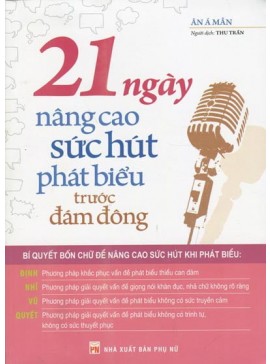 ÂN Á MẪN
Người dịch: THU TRẦN
21 ngày
nâng cao
sức hút
phát biểu
trước
đám đông
BÍ QUYẾT BỐN CHỮ ĐỂ NÂNG CAO SỨC HÚT KHI PHÁT BIỂU:
ĐỊNH Phương pháp khắc phục vấn đề phát biểu thiếu can đảm
NHĨ Phương pháp giải quyết vấn đề giọng nói khàn đục, nhả chữ không rõ ràng
VŨ Phương pháp giải quyết vấn đề phát biểu không có sức truyền cảm
QUYẾT Phương pháp giải quyết vấn đề phát biểu không có trình tự,
không có sức thuyết phục
NHÀ XUẤT BẢN PHỤ NỮ